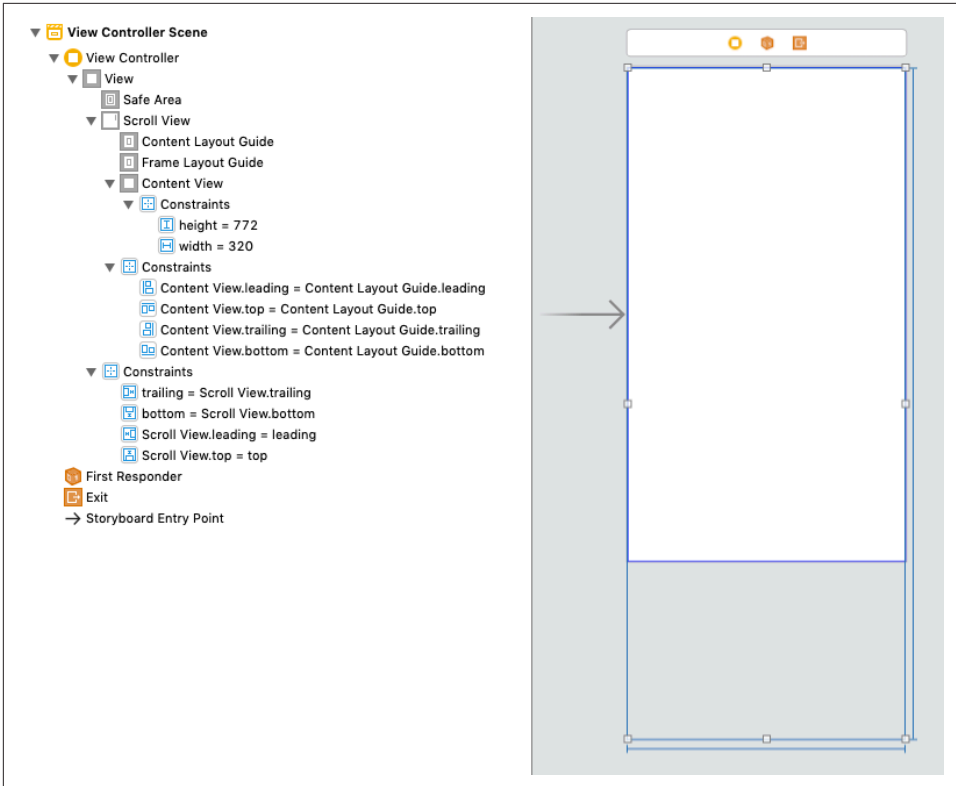 View Controller Scene
View Controller
View
Safe Area
Scroll View
Content Layout Guide
Frame Layout Guide
Content View
Constraints
height = 772
width = 320
Constraints
Content View.leading = Content Layout Guide.leading
Content View.top = Content Layout Guide.top
Content View.trailing = Content Layout Guide.trailing
Content View.bottom = Content Layout Guide.bottom
Constraints
trailing = Scroll View.trailing
bottom = Scroll View.bottom
Scroll View.leading = leading
Scroll View.top = top
First Responder
Exit
Storyboard Entry Point